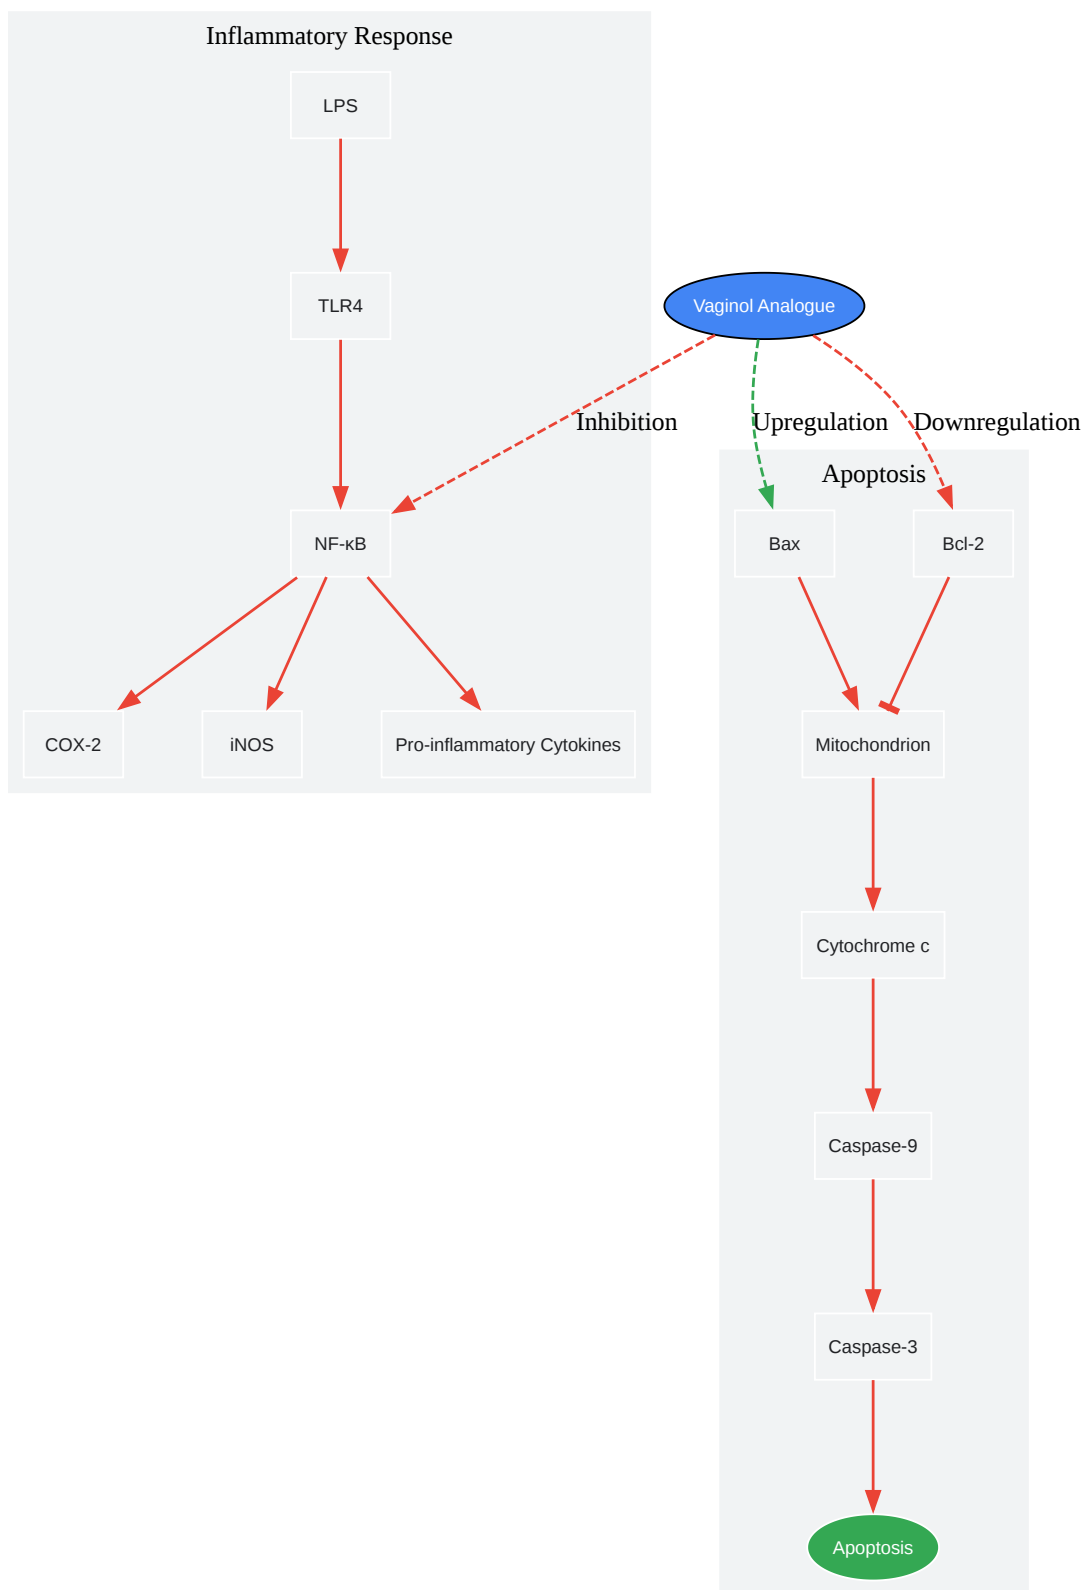 Inflammatory Response
LPS
TLR4
Vaginol Analogue
Inhibition
Upregulation
Downregulation
Apoptosis
NF-κB
Bax
Bcl-2
COX-2
iNOS
Pro-inflammatory Cytokines
Mitochondrion
Cytochrome c
Caspase-9
Caspase-3
Apoptosis